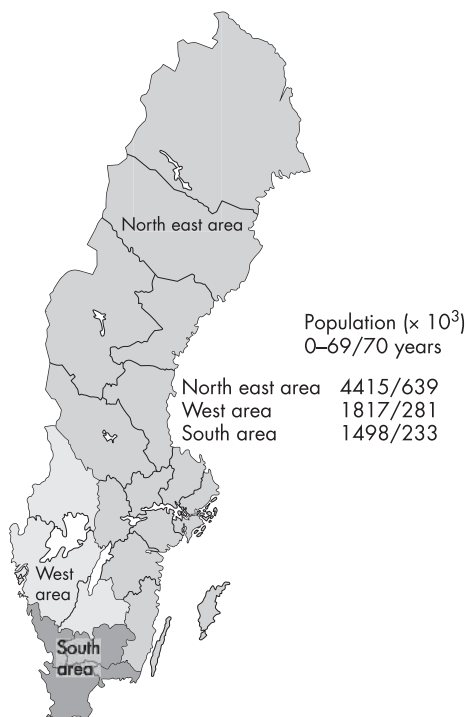 North east area
Population (× 10³)
0–69/70 years
North east area 4415/639
West area 1817/281
South area 1498/233
West
area
South
area